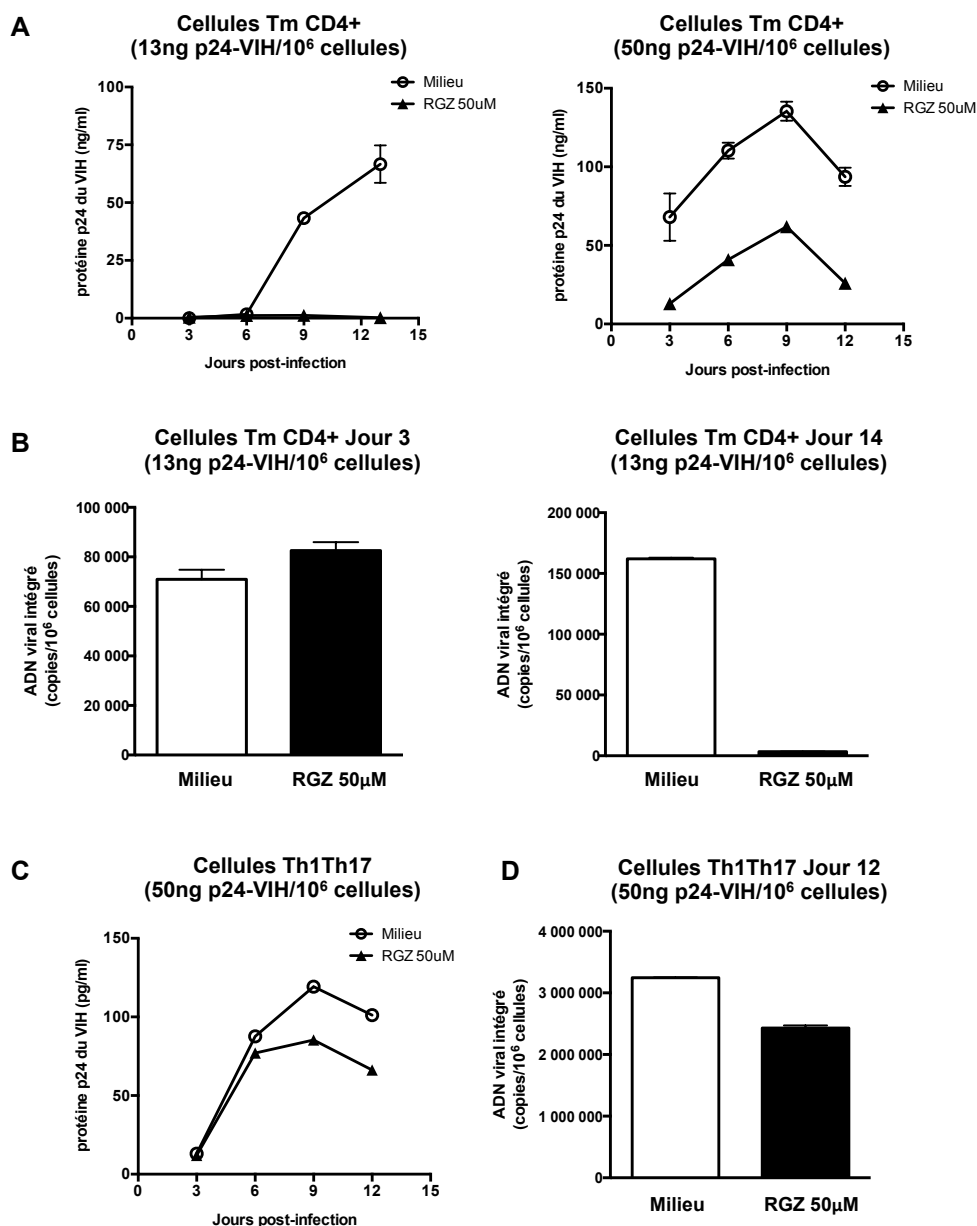 A
Cellules Tm CD4+
(13ng p24-VIH/10⁶ cellules)
Milieu
RGZ 50uM
protéine p24 du VIH (ng/ml)
100
75
50
25
0
0 3 6 9 12 15
Jours post-infection
Cellules Tm CD4+
(50ng p24-VIH/10⁶ cellules)
Milieu
RGZ 50uM
protéine p24 du VIH (ng/ml)
150
100
50
0
0 3 6 9 12 15
Jours post-infection
B
Cellules Tm CD4+ Jour 3
(13ng p24-VIH/10⁶ cellules)
ADN viral intégré
(copies/10⁶ cellules)
100 000
80 000
60 000
40 000
20 000
0
Milieu RGZ 50µM
Cellules Tm CD4+ Jour 14
(13ng p24-VIH/10⁶ cellules)
ADN viral intégré
(copies/10⁶ cellules)
200 000
150 000
100 000
50 000
0
Milieu RGZ 50µM
C
Cellules Th1Th17
(50ng p24-VIH/10⁶ cellules)
Milieu
RGZ 50uM
protéine p24 du VIH (pg/ml)
150
100
50
0
0 3 6 9 12 15
Jours post-infection
D
Cellules Th1Th17 Jour 12
(50ng p24-VIH/10⁶ cellules)
ADN viral intégré
(copies/10⁶ cellules)
4 000 000
3 000 000
2 000 000
1 000 000
0
Milieu RGZ 50µM